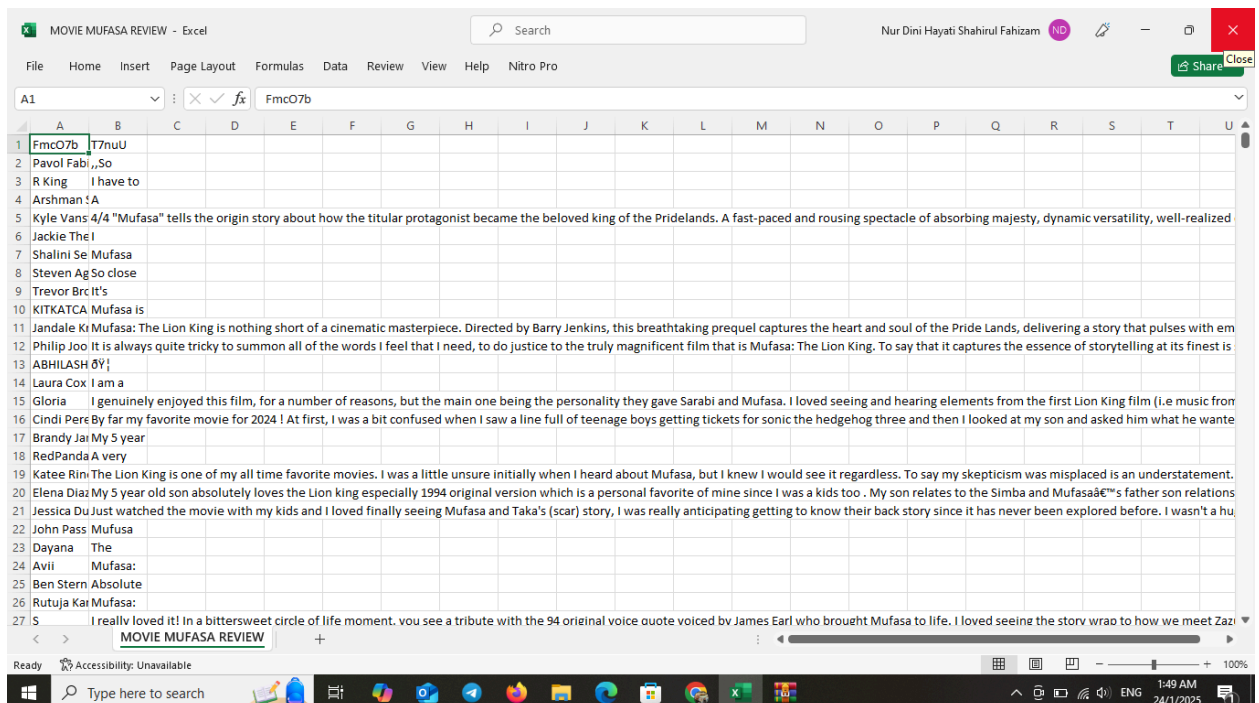 MOVIE MUFASA REVIEW - Excel
Search
Nur Dini Hayati Shahirul Fahizam ND
Close
File Home Insert Page Layout Formulas Data Review View Help Nitro Pro
Share
A1 fx FmcO7b
A B C D E F G H I J K L M N O P Q R S T U
1 FmcO7b T7nuU
2 Pavol Fabi ,,So
3 R King I have to
4 Arshman A
5 Kyle Vans 4/4 "Mufasa" tells the origin story about how the titular protagonist became the beloved king of the Pridelands. A fast-paced and rousing spectacle of absorbing majesty, dynamic versatility, well-realized
6 Jackie The I
7 Shalini Se Mufasa
8 Steven Ag So close
9 Trevor Brc It's
10 KITKATCA Mufasa is
11 Jandale Kr Mufasa: The Lion King is nothing short of a cinematic masterpiece. Directed by Barry Jenkins, this breathtaking prequel captures the heart and soul of the Pride Lands, delivering a story that pulses with em
12 Philip Joo It is always quite tricky to summon all of the words I feel that I need, to do justice to the truly magnificent film that is Mufasa: The Lion King. To say that it captures the essence of storytelling at its finest is
13 ABHILASH ðŸ¦
14 Laura Cox I am a
15 Gloria I genuinely enjoyed this film, for a number of reasons, but the main one being the personality they gave Sarabi and Mufasa. I loved seeing and hearing elements from the first Lion King film (i.e music from
16 Cindi Pere By far my favorite movie for 2024 ! At first, I was a bit confused when I saw a line full of teenage boys getting tickets for sonic the hedgehog three and then I looked at my son and asked him what he wante
17 Brandy Jar My 5 year
18 RedPanda A very
19 Katee Rin The Lion King is one of my all time favorite movies. I was a little unsure initially when I heard about Mufasa, but I knew I would see it regardless. To say my skepticism was misplaced is an understatement.
20 Elena Diaz My 5 year old son absolutely loves the Lion king especially 1994 original version which is a personal favorite of mine since I was a kids too . My son relates to the Simba and Mufasaâ€™s father son relations
21 Jessica Du Just watched the movie with my kids and I loved finally seeing Mufasa and Taka's (scar) story, I was really anticipating getting to know their back story since it has never been explored before. I wasn't a hu
22 John Pass Mufusa
23 Dayana The
24 Avii Mufasa:
25 Ben Stern Absolute
26 Rutuja Kar Mufasa:
27 S I really loved it! In a bittersweet circle of life moment, you see a tribute with the 94 original voice quote voiced by James Earl who brought Mufasa to life. I loved seeing the story wrap to how we meet Zaz
MOVIE MUFASA REVIEW
Ready Accessibility: Unavailable 100%
Type here to search
ENG 1:49 AM
24/1/2025